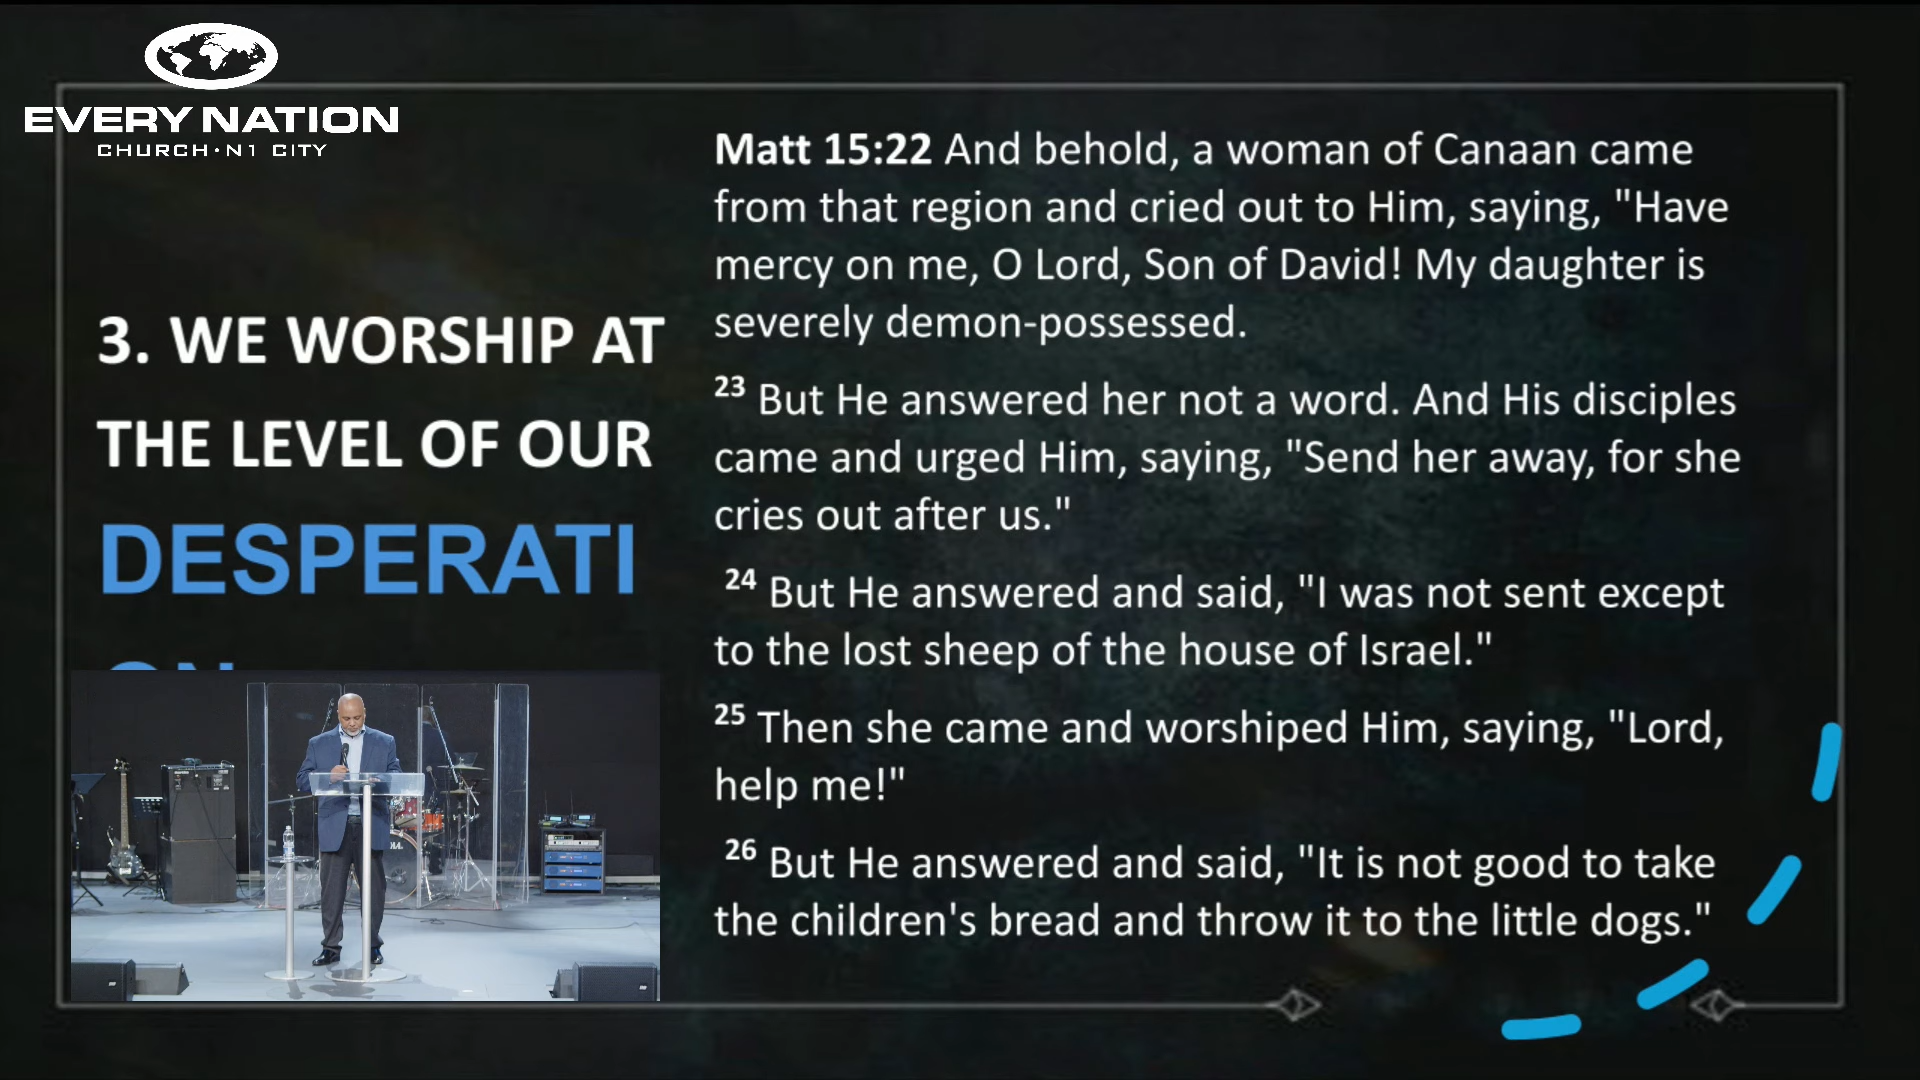 EVERY NATION
CHURCH · N1 CITY
3. WE WORSHIP AT
THE LEVEL OF OUR
DESPERATI
ON
Matt 15:22 And behold, a woman of Canaan came
from that region and cried out to Him, saying, "Have
mercy on me, O Lord, Son of David! My daughter is
severely demon-possessed.
23 But He answered her not a word. And His disciples
came and urged Him, saying, "Send her away, for she
cries out after us."
24 But He answered and said, "I was not sent except
to the lost sheep of the house of Israel."
25 Then she came and worshiped Him, saying, "Lord,
help me!"
26 But He answered and said, "It is not good to take
the children's bread and throw it to the little dogs."